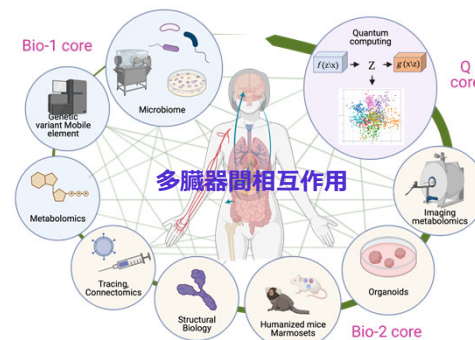 Bio-1 core
Microbiome
Quantum
computing
f(z\x)
Z
g(x\z)
Q
core
Genetic
variant Mobile
element
多臓器間相互作用
Metabolomics
Imaging
metabolomics
Tracing,
Connectomics
Organoids
Structural
Biology
Humanized mice
Marmosets
Bio-2 core